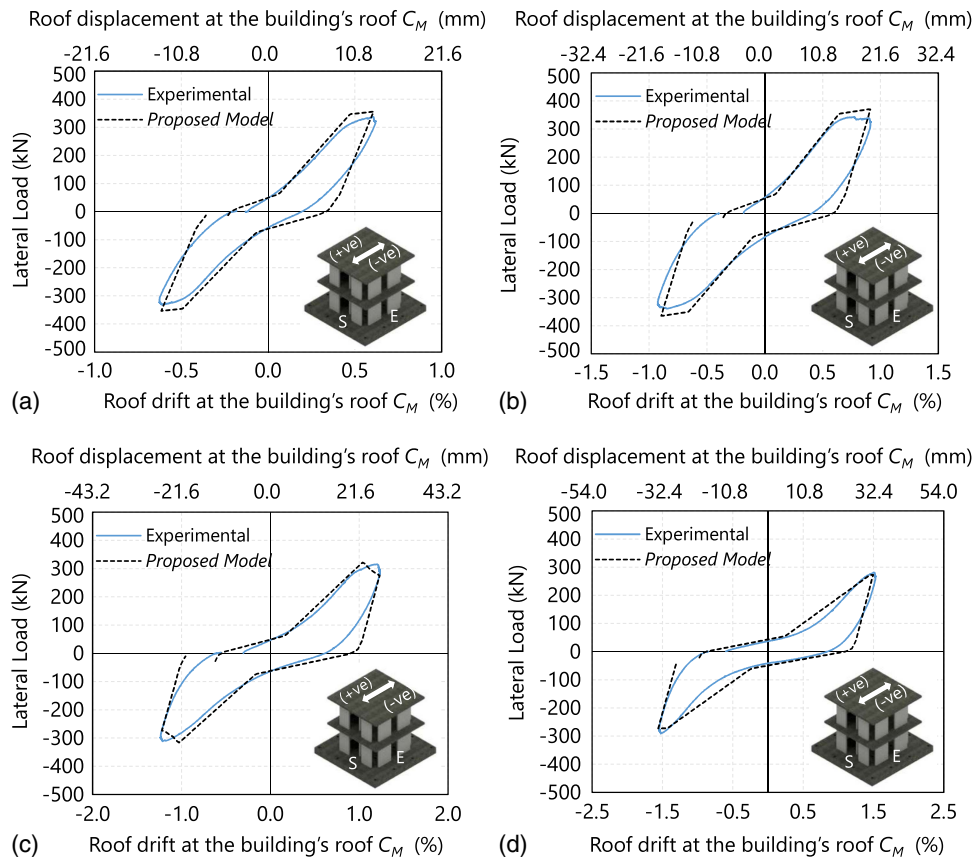 Roof displacement at the building's roof C_M (mm)
-21.6 -10.8 0.0 10.8 21.6
500
400
300
200
100
0
-100
-200
-300
-400
-500
Lateral Load (kN)
Experimental
Proposed Model
(+ve)
(-ve)
S E
-1.0 -0.5 0.0 0.5 1.0
(a) Roof drift at the building's roof C_M (%)
Roof displacement at the building's roof C_M (mm)
-32.4 -21.6 -10.8 0.0 10.8 21.6 32.4
500
400
300
200
100
0
-100
-200
-300
-400
-500
Lateral Load (kN)
Experimental
Proposed Model
(+ve)
(-ve)
S E
-1.5 -1.0 -0.5 0.0 0.5 1.0 1.5
(b) Roof drift at the building's roof C_M (%)
Roof displacement at the building's roof C_M (mm)
-43.2 -21.6 0.0 21.6 43.2
500
400
300
200
100
0
-100
-200
-300
-400
-500
Lateral Load (kN)
Experimental
Proposed Model
(+ve)
(-ve)
S E
-2.0 -1.0 0.0 1.0 2.0
(c) Roof drift at the building's roof C_M (%)
Roof displacement at the building's roof C_M (mm)
-54.0 -32.4 -10.8 10.8 32.4 54.0
500
400
300
200
100
0
-100
-200
-300
-400
-500
Lateral Load (kN)
Experimental
Proposed Model
(+ve)
(-ve)
S E
-2.5 -1.5 -0.5 0.5 1.5 2.5
(d) Roof drift at the building's roof C_M (%)